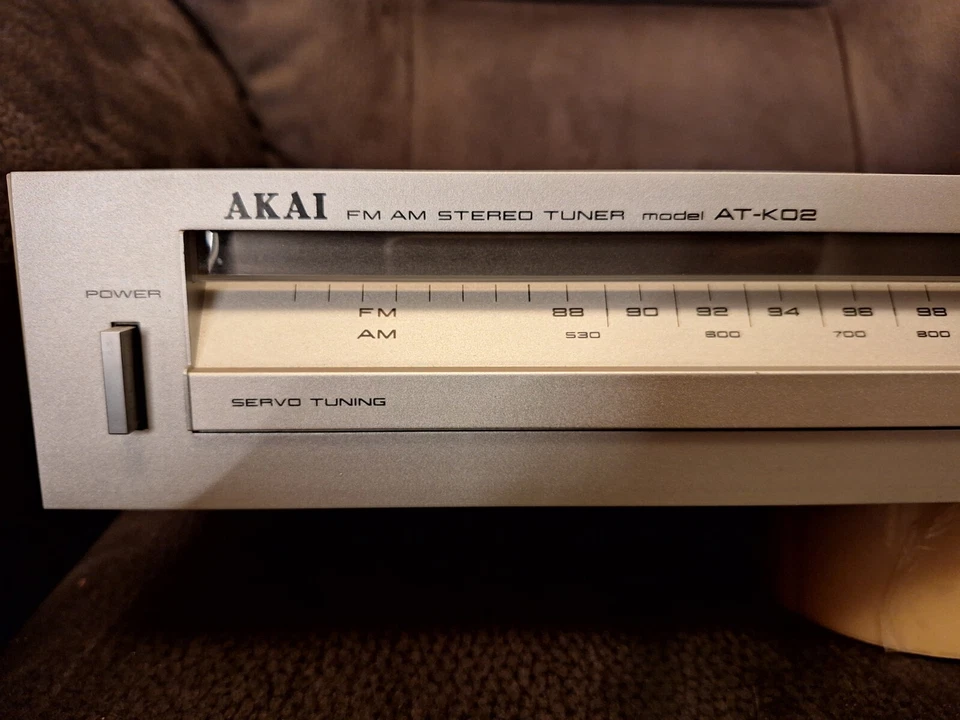 AKAI FM AM STEREO TUNER model AT-K02
POWER
FM 88 90 92 94 96 98
AM 530 600 700 800
SERVO TUNING